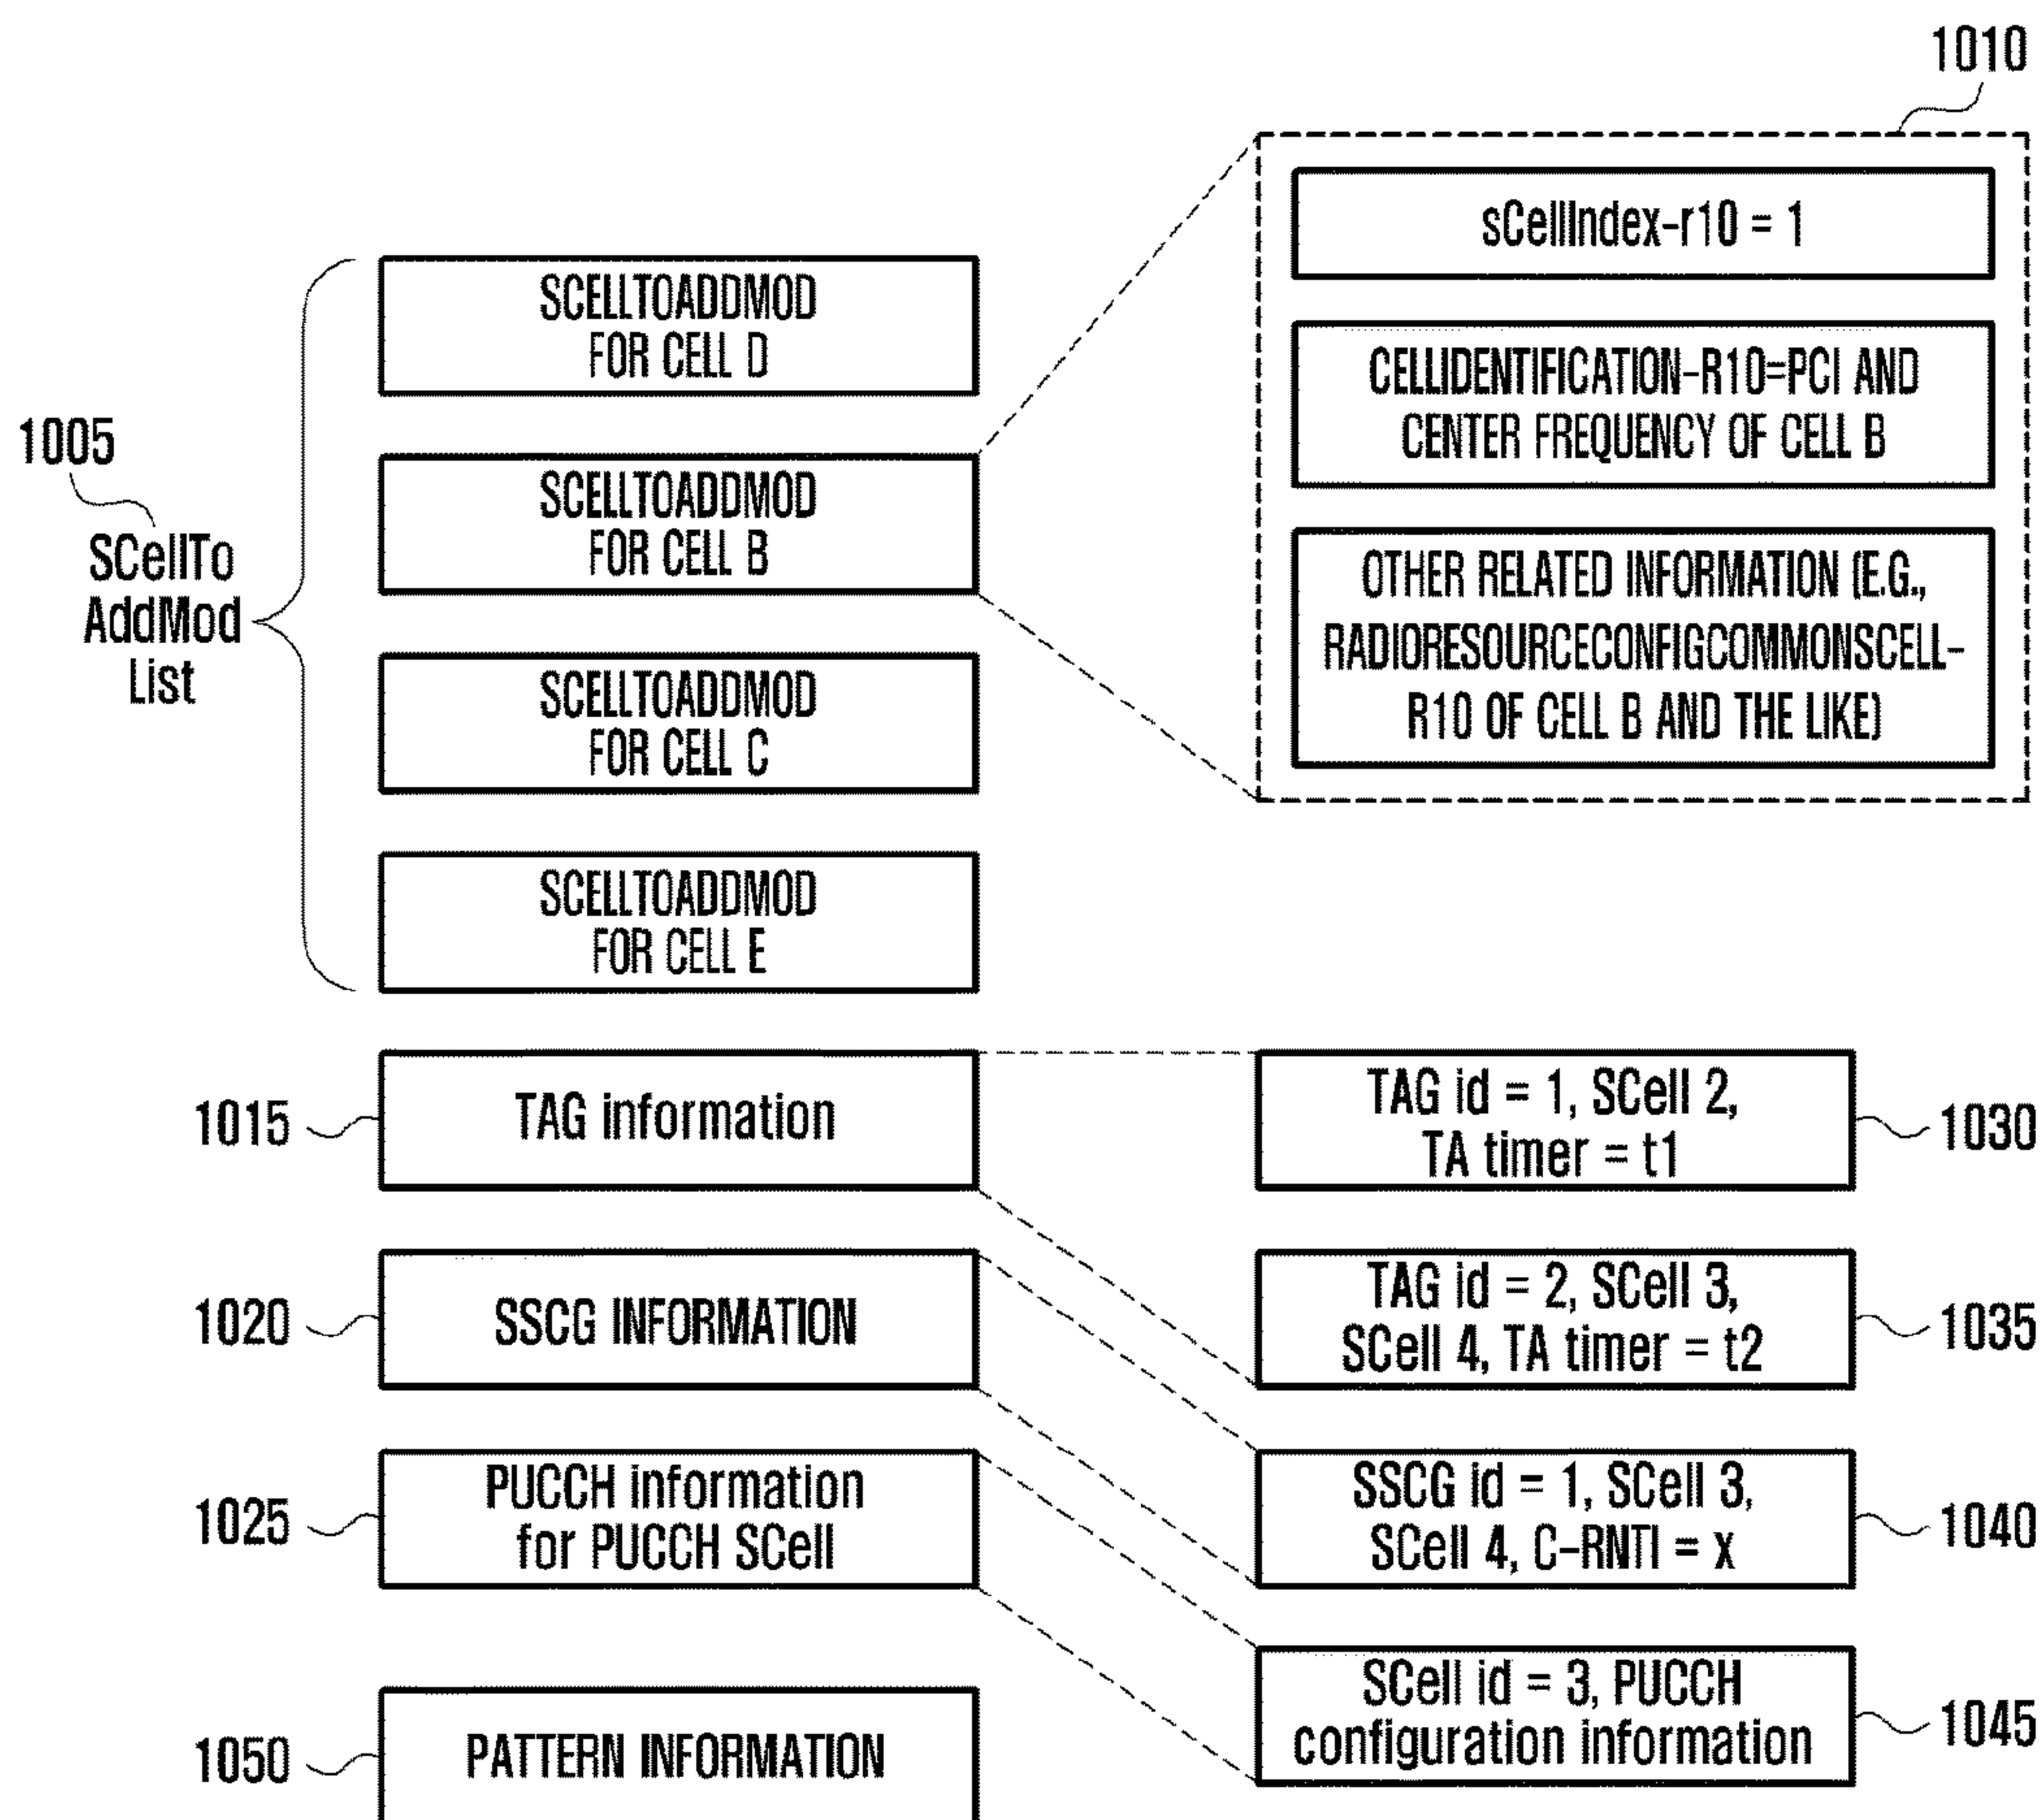 1010
sCellIndex-r10 = 1
CELLIDENTIFICATION-R10=PCI AND
CENTER FREQUENCY OF CELL B
OTHER RELATED INFORMATION (E.G.,
RADIORESOURCECONFIGCOMMONSCELL-
R10 OF CELL B AND THE LIKE)
1005
SCellTo
AddMod
List
SCELLTOADDMOD
FOR CELL D
SCELLTOADDMOD
FOR CELL B
SCELLTOADDMOD
FOR CELL C
SCELLTOADDMOD
FOR CELL E
1015
TAG information
TAG id = 1, SCell 2,
TA timer = t1
1030
TAG id = 2, SCell 3,
SCell 4, TA timer = t2
1035
1020
SSCG INFORMATION
SSCG id = 1, SCell 3,
SCell 4, C-RNTI = x
1040
1025
PUCCH information
for PUCCH SCell
SCell id = 3, PUCCH
configuration information
1045
1050
PATTERN INFORMATION